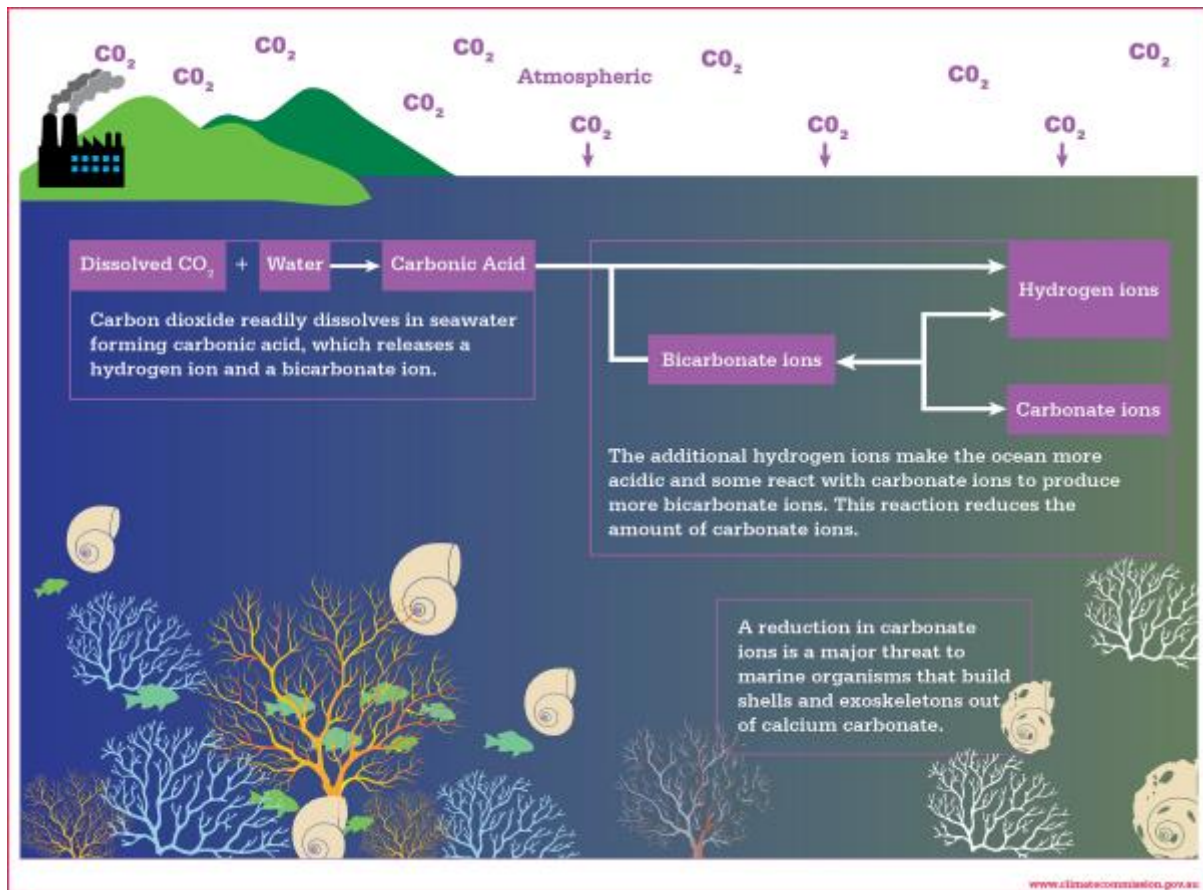 CO₂
CO₂
CO₂
CO₂
CO₂
Atmospheric
CO₂
CO₂
CO₂
CO₂
CO₂
CO₂
Dissolved CO₂ + Water Carbonic Acid
Carbon dioxide readily dissolves in seawater
forming carbonic acid, which releases a
hydrogen ion and a bicarbonate ion.
Hydrogen ions
Bicarbonate ions
Carbonate ions
The additional hydrogen ions make the ocean more
acidic and some react with carbonate ions to produce
more bicarbonate ions. This reaction reduces the
amount of carbonate ions.
A reduction in carbonate
ions is a major threat to
marine organisms that build
shells and exoskeletons out
of calcium carbonate.
www.climatecommission.gov.au